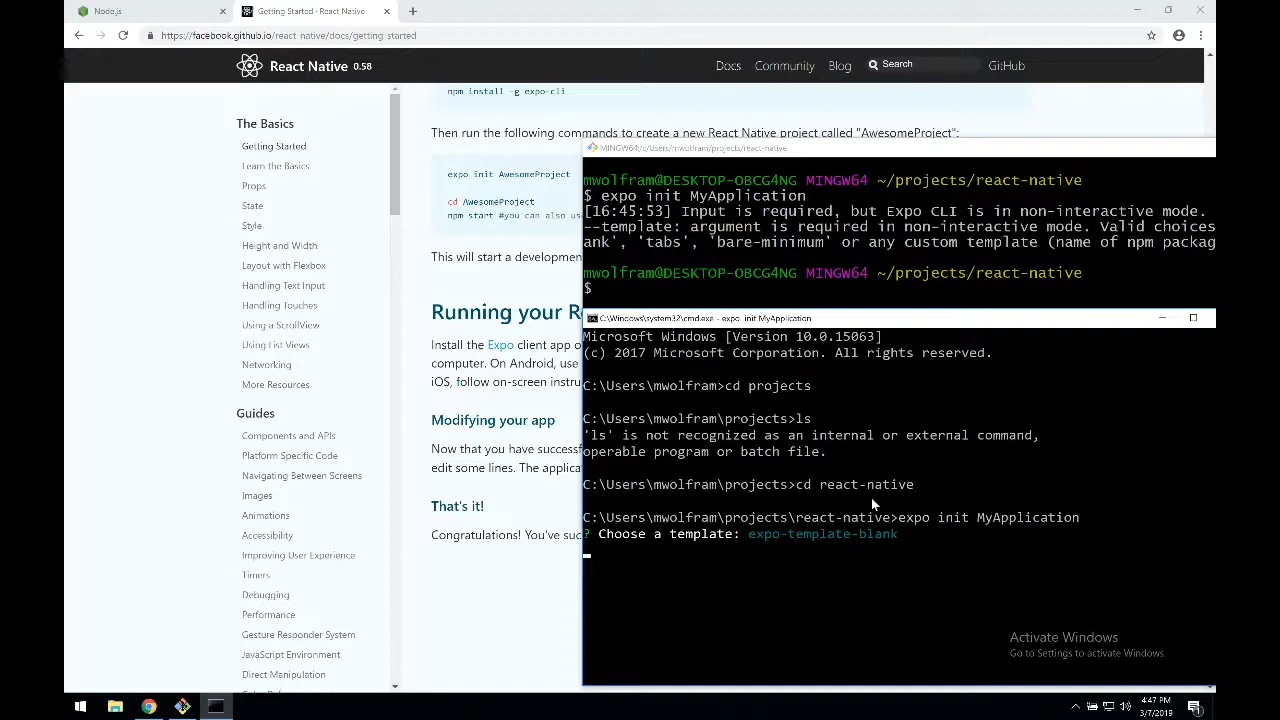 Node.js
Getting Started · React Native
https://facebook.github.io/react_native/docs/getting_started
React Native 0.58
Docs
Community
Blog
Search
GitHub
The Basics
Getting Started
Learn the Basics
Props
State
Style
Height and Width
Layout with Flexbox
Handling Text Input
Handling Touches
Using a ScrollView
Using List Views
Networking
More Resources
Guides
Components and APIs
Platform Specific Code
Navigating Between Screens
Images
Animations
Accessibility
Improving User Experience
Timers
Debugging
Performance
Gesture Responder System
JavaScript Environment
Direct Manipulation
npm install -g expo-cli
Then run the following commands to create a new React Native project called "AwesomeProject":
expo init AwesomeProject
cd AwesomeProject
npm start #you can also us
This will start a developmen
Running your R
Install the Expo client app o
computer. On Android, use
iOS, follow on-screen instru
Modifying your app
Now that you have successf
edit some lines. The applica
That's it!
Congratulations! You've suc
MINGW64:/c/Users/mwolfram/projects/react-native
mwolfram@DESKTOP-OBCG4NG MINGW64 ~/projects/react-native
$ expo init MyApplication
[16:45:53] Input is required, but Expo CLI is in non-interactive mode.
--template: argument is required in non-interactive mode. Valid choices
ank', 'tabs', 'bare-minimum' or any custom template (name of npm packag
mwolfram@DESKTOP-OBCG4NG MINGW64 ~/projects/react-native
$
C:\Windows\system32\cmd.exe - expo init MyApplication
Microsoft Windows [Version 10.0.15063]
(c) 2017 Microsoft Corporation. All rights reserved.
C:\Users\mwolfram>cd projects
C:\Users\mwolfram\projects>ls
'ls' is not recognized as an internal or external command,
operable program or batch file.
C:\Users\mwolfram\projects>cd react-native
C:\Users\mwolfram\projects\react-native>expo init MyApplication
? Choose a template: expo-template-blank
Activate Windows
Go to Settings to activate Windows.
4:47 PM
3/7/2019